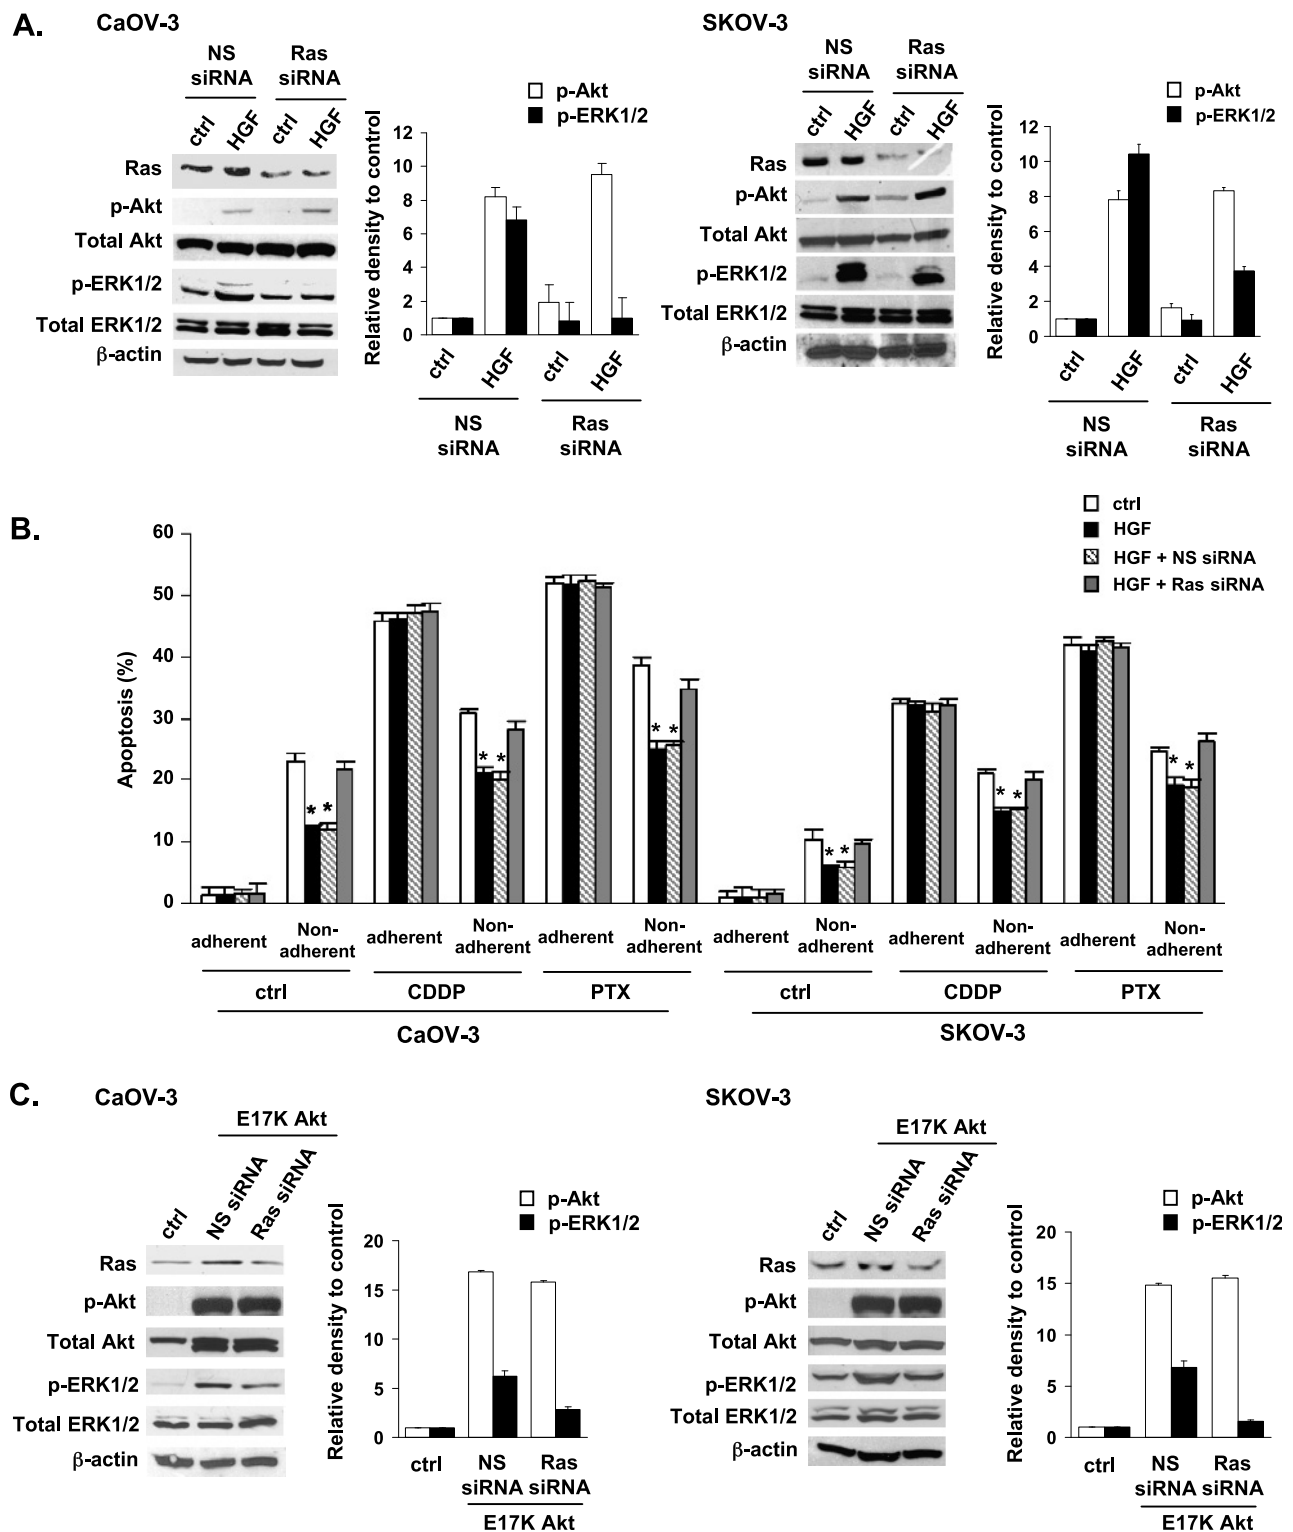 A.
CaOV-3
NS
siRNA
Ras
siRNA
ctrl
HGF
ctrl
HGF
Ras
p-Akt
Total Akt
p-ERK1/2
Total ERK1/2
β-actin
p-Akt
p-ERK1/2
Relative density to control
12
10
8
6
4
2
0
ctrl
HGF
ctrl
HGF
NS
siRNA
Ras
siRNA
SKOV-3
NS
siRNA
Ras
siRNA
ctrl
HGF
ctrl
HGF
Ras
p-Akt
Total Akt
p-ERK1/2
Total ERK1/2
β-actin
p-Akt
p-ERK1/2
Relative density to control
12
10
8
6
4
2
0
ctrl
HGF
ctrl
HGF
NS
siRNA
Ras
siRNA
B.
ctrl
HGF
HGF + NS siRNA
HGF + Ras siRNA
Apoptosis (%)
60
50
40
30
20
10
0
* *
* *
* *
* *
* *
* *
adherent
Non-
adherent
adherent
Non-
adherent
adherent
Non-
adherent
adherent
Non-
adherent
adherent
Non-
adherent
adherent
Non-
adherent
ctrl
CDDP
PTX
ctrl
CDDP
PTX
CaOV-3
SKOV-3
C.
CaOV-3
E17K Akt
ctrl
NS siRNA
Ras siRNA
Ras
p-Akt
Total Akt
p-ERK1/2
Total ERK1/2
β-actin
p-Akt
p-ERK1/2
Relative density to control
20
15
10
5
0
ctrl
NS
siRNA
Ras
siRNA
E17K Akt
SKOV-3
E17K Akt
ctrl
NS siRNA
Ras siRNA
Ras
p-Akt
Total Akt
p-ERK1/2
Total ERK1/2
β-actin
p-Akt
p-ERK1/2
Relative density to control
20
15
10
5
0
ctrl
NS
siRNA
Ras
siRNA
E17K Akt